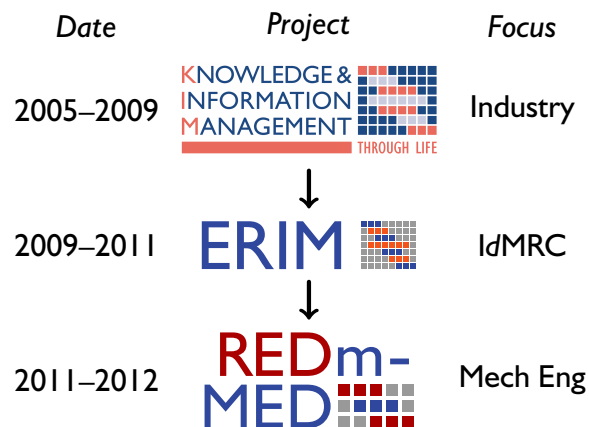 Date Project Focus
2005–2009 KNOWLEDGE & INFORMATION MANAGEMENT THROUGH LIFE Industry
2009–2011 ERIM IdMRC
2011–2012 REDm-MED Mech Eng